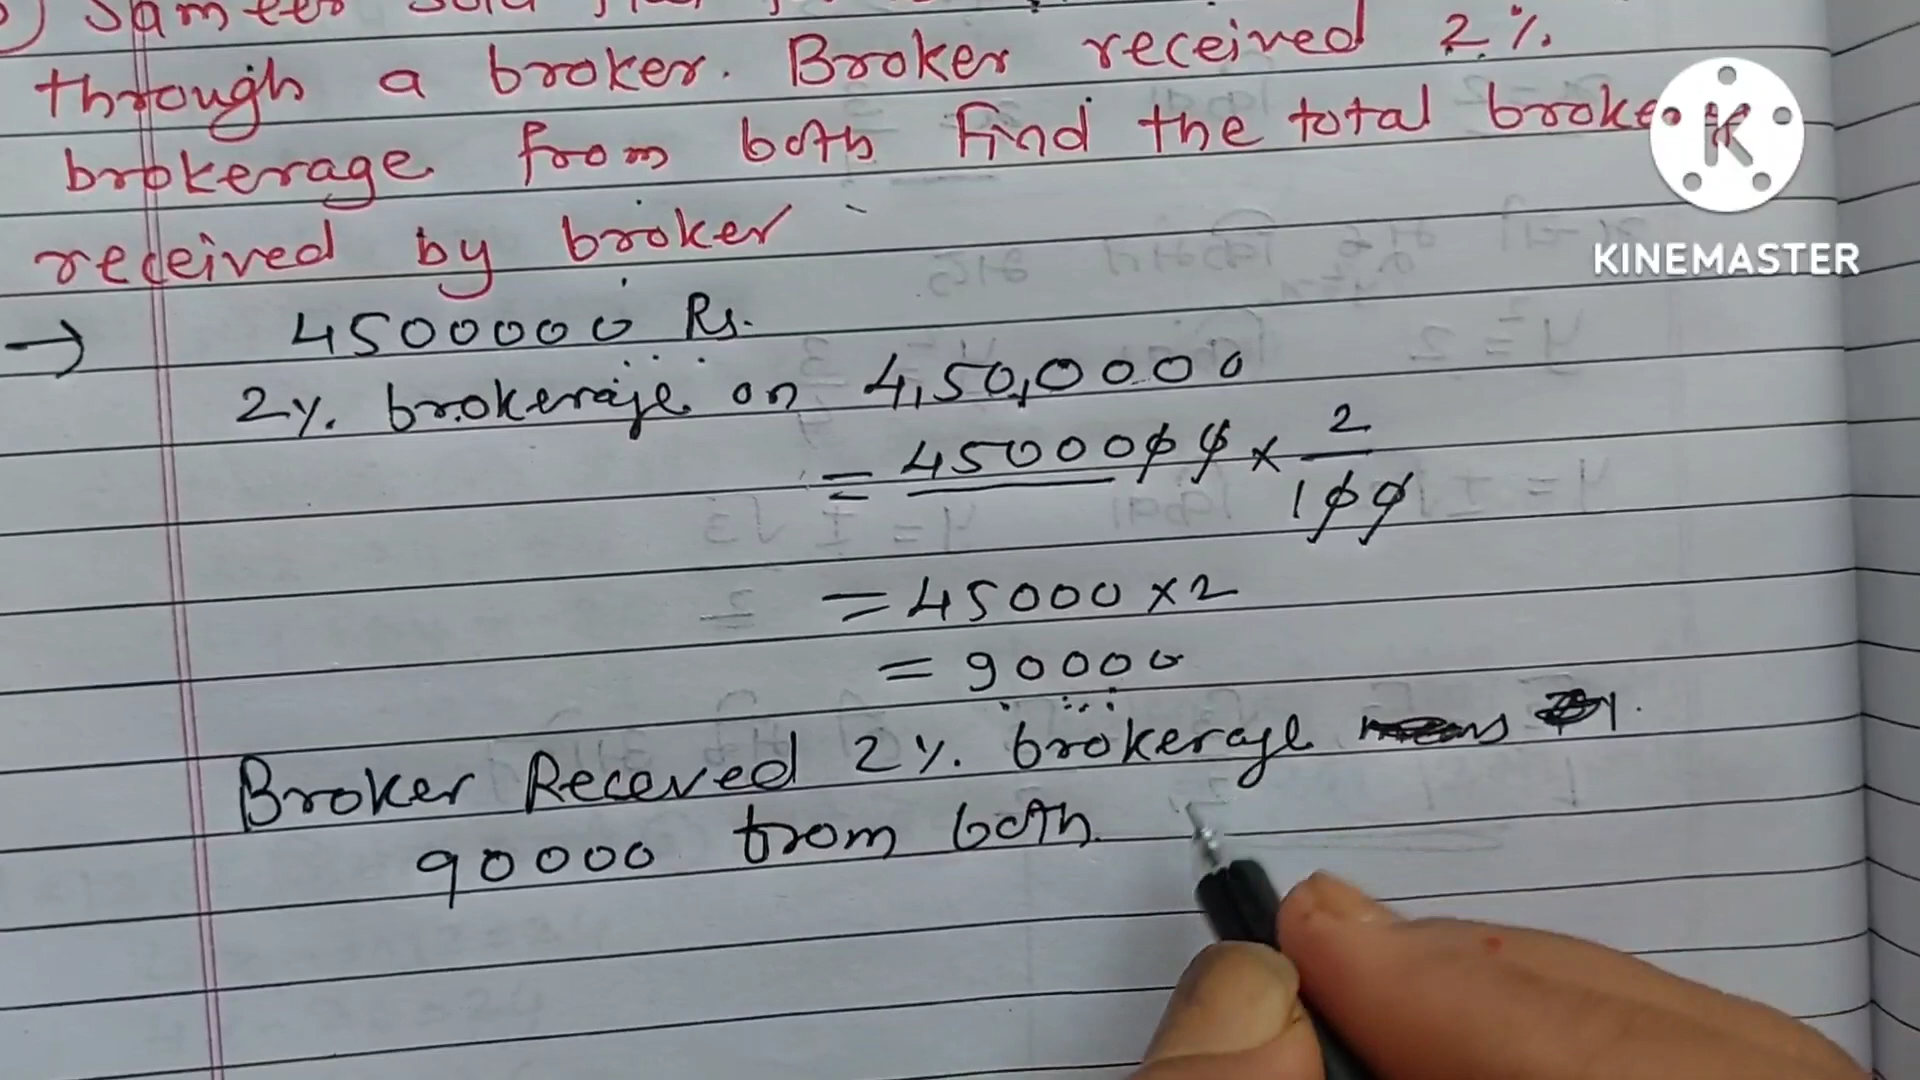 through a broker. Broker received 2%.
brokerage from both Find the total broke
received by broker
→ 4500000 Rs.
2%. brokeraje on 4,50,0000
= 4500000 × 2
100
= 45000 × 2
= 90000
Broker Receved 2%. brokerage
90000 from both.
K
KINEMASTER